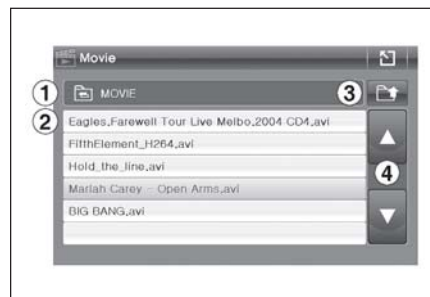 Movie
1 MOVIE 3
2 Eagles,Farewell Tour Live Melbo,2004 CD4,avi
FifthElement_H264,avi
Hold_the_line,avi
4
Mariah Carey - Open Arms,avi
BIG BANG,avi